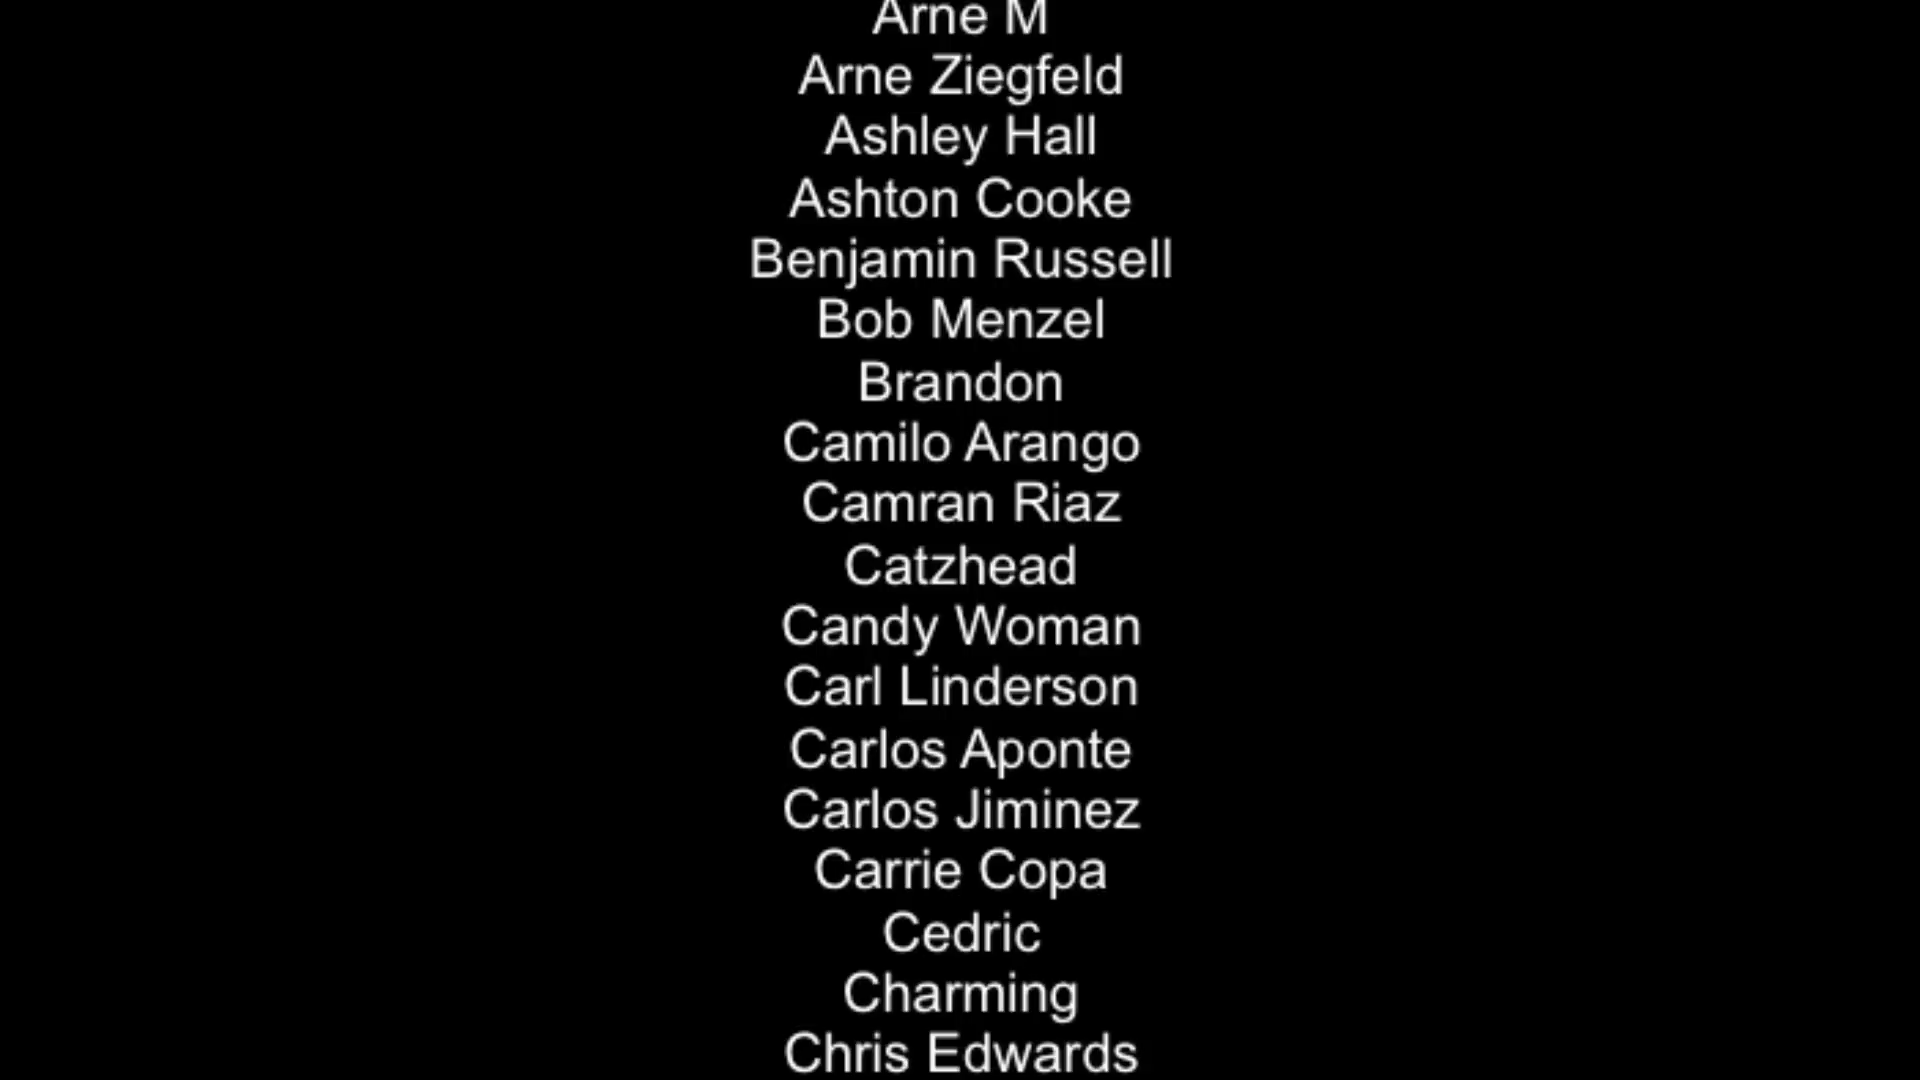 Arne M
Arne Ziegfeld
Ashley Hall
Ashton Cooke
Benjamin Russell
Bob Menzel
Brandon
Camilo Arango
Camran Riaz
Catzhead
Candy Woman
Carl Linderson
Carlos Aponte
Carlos Jiminez
Carrie Copa
Cedric
Charming
Chris Edwards